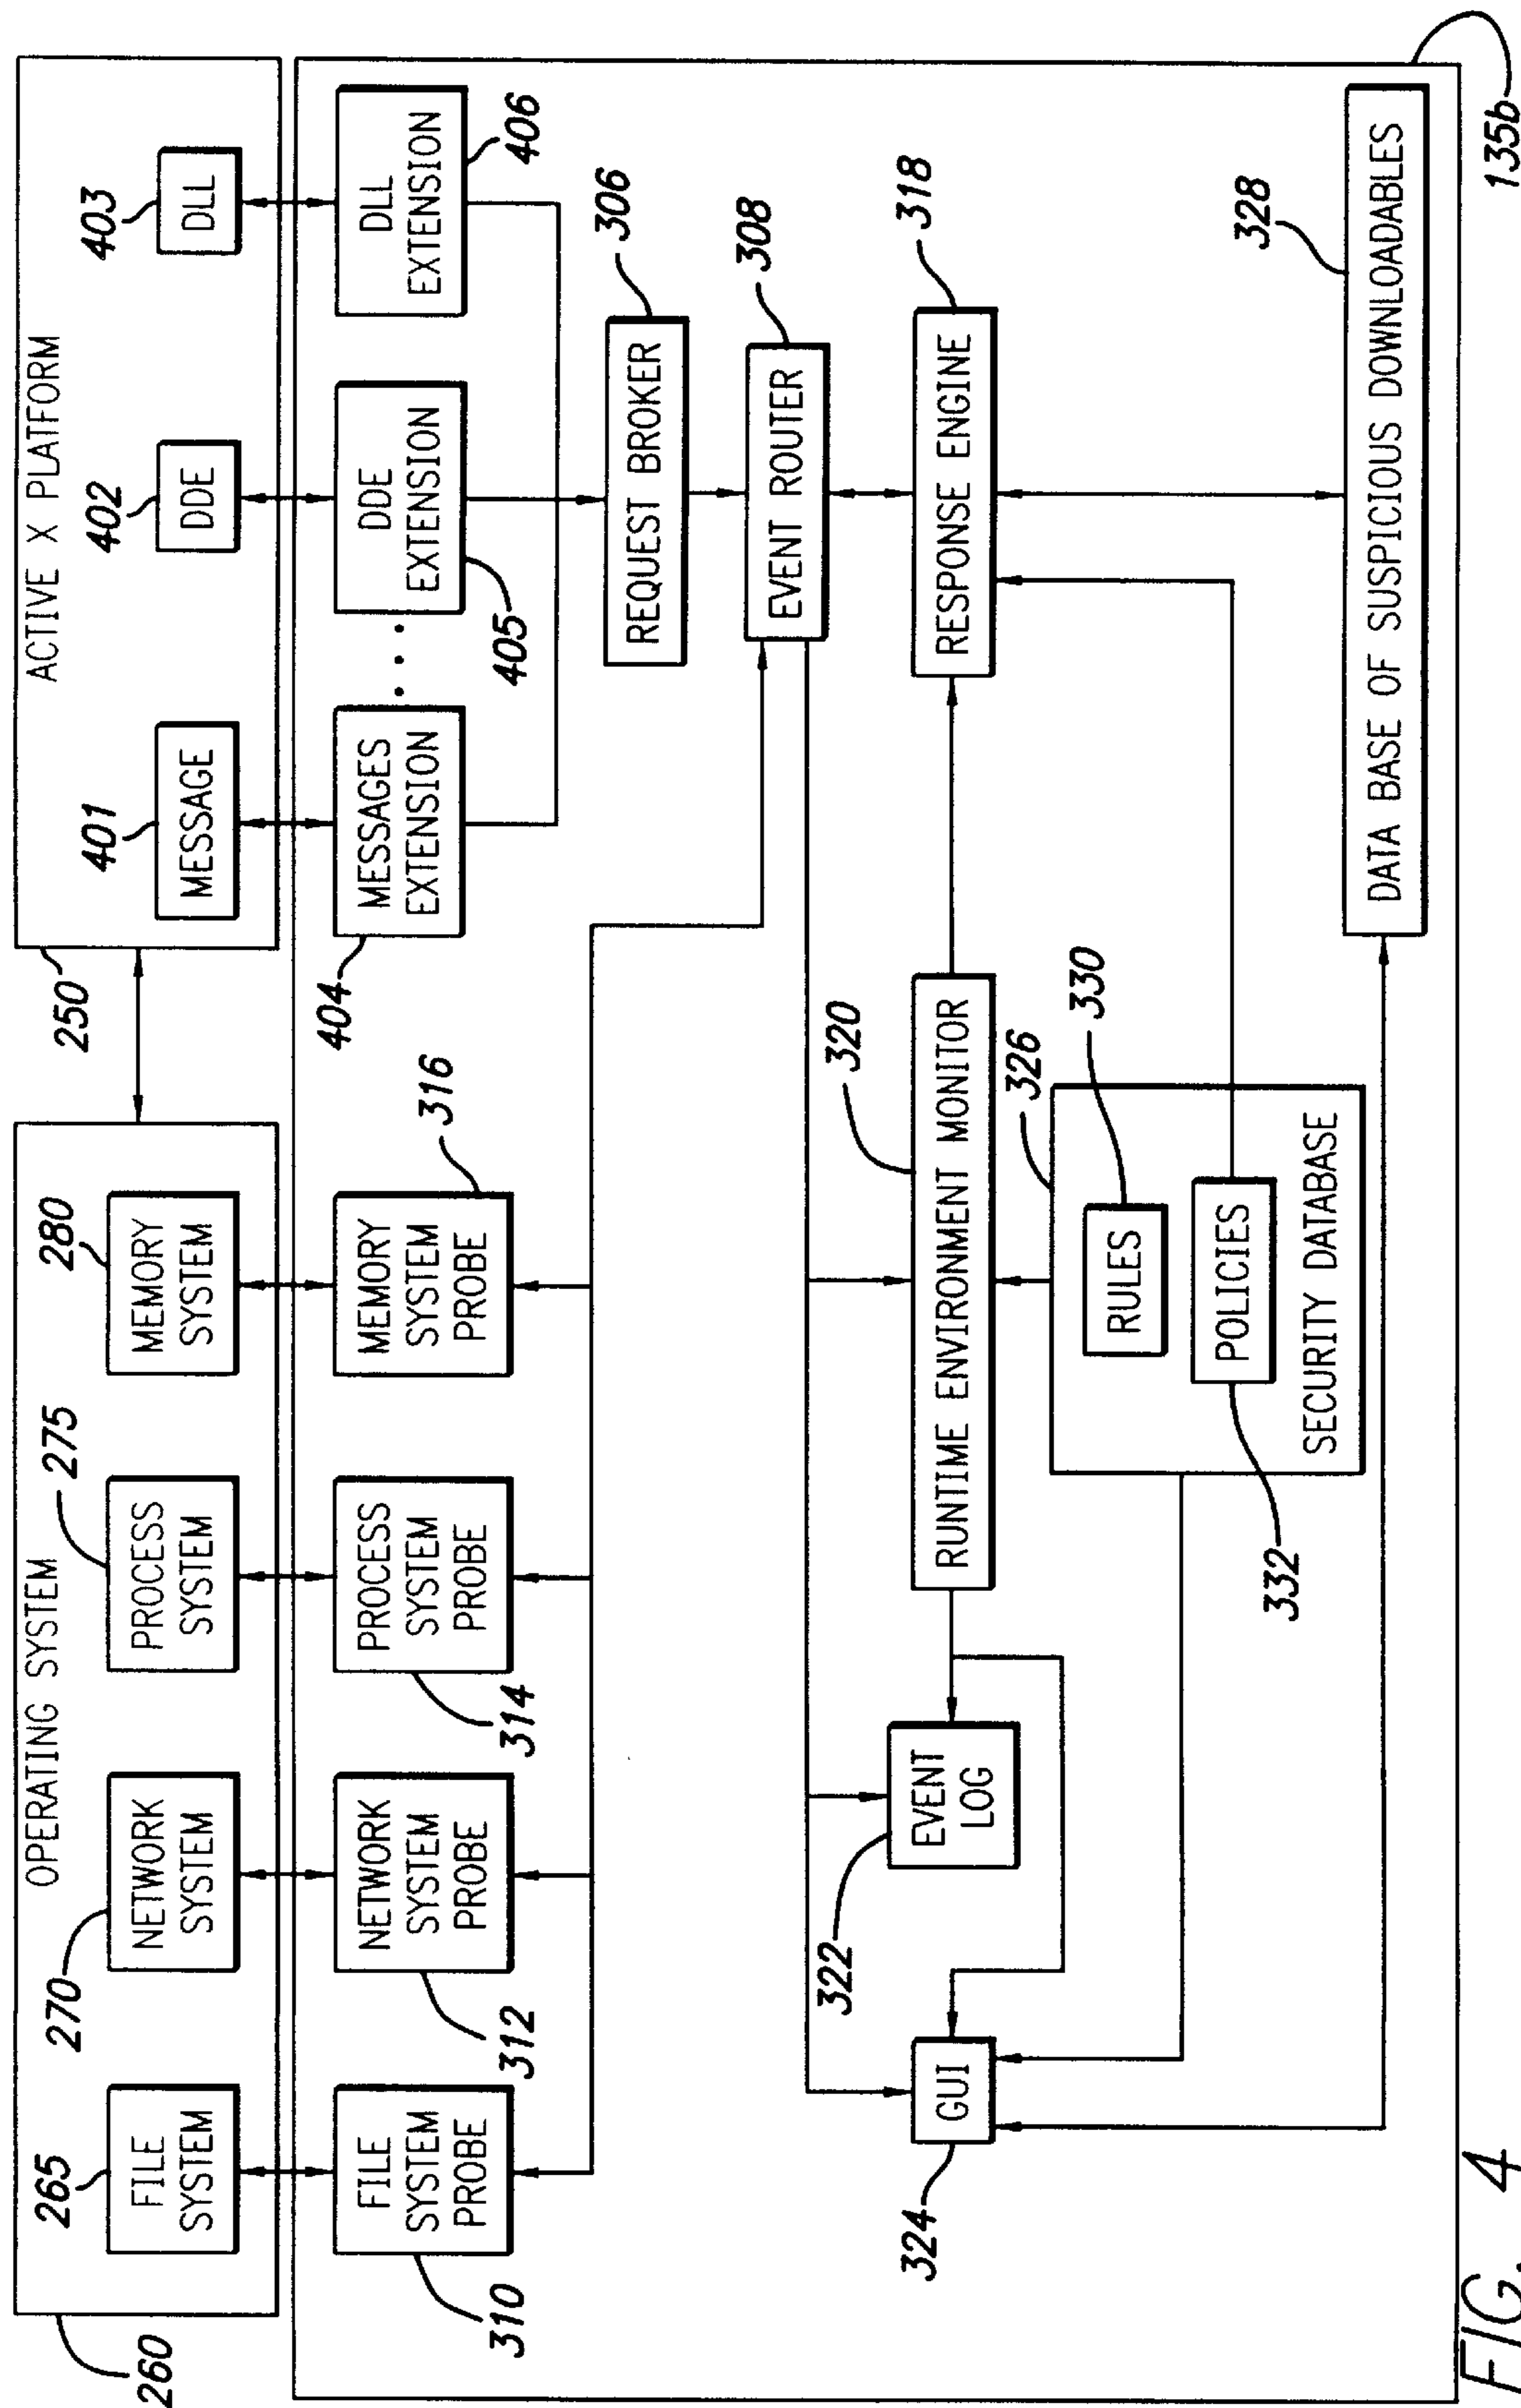 OPERATING SYSTEM
260
265
FILE
SYSTEM
270
NETWORK
SYSTEM
275
PROCESS
SYSTEM
280
MEMORY
SYSTEM
250
ACTIVE X PLATFORM
401
MESSAGE
402
DDE
403
DLL
FILE
SYSTEM
PROBE
310
NETWORK
SYSTEM
PROBE
312
PROCESS
SYSTEM
PROBE
314
MEMORY
SYSTEM
PROBE
316
404
MESSAGES
EXTENSION
...
DDE
EXTENSION
405
DLL
EXTENSION
406
REQUEST BROKER
306
EVENT ROUTER
308
324
GUI
322
EVENT
LOG
RUNTIME ENVIRONMENT MONITOR
320
RESPONSE ENGINE
318
326
RULES
330
POLICIES
332
SECURITY DATABASE
DATA BASE OF SUSPICIOUS DOWNLOADABLES
328
135b
FIG. 4